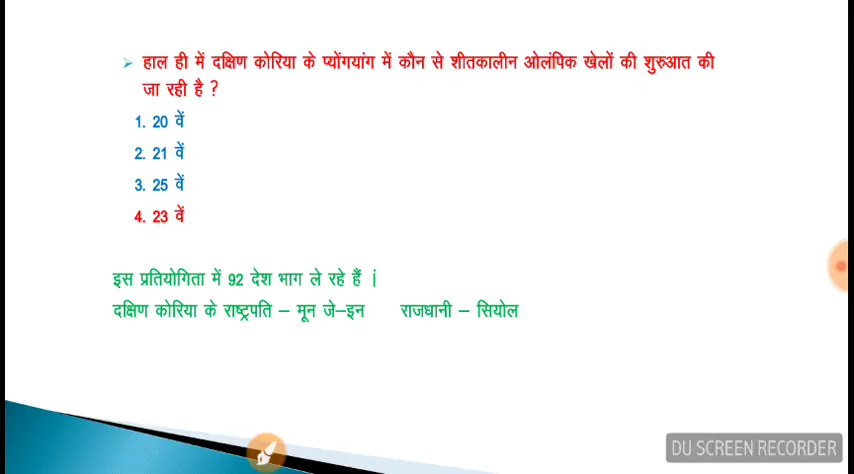 हाल ही में दक्षिण कोरिया के प्योंगयांग में कौन से शीतकालीन ओलंपिक खेलों की शुरुआत की
जा रही है ?
1. 20 वें
2. 21 वें
3. 25 वें
4. 23 वें
इस प्रतियोगिता में 92 देश भाग ले रहे हैं ।
दक्षिण कोरिया के राष्ट्रपति – मून जे–इन राजधानी – सियोल
DU SCREEN RECORDER